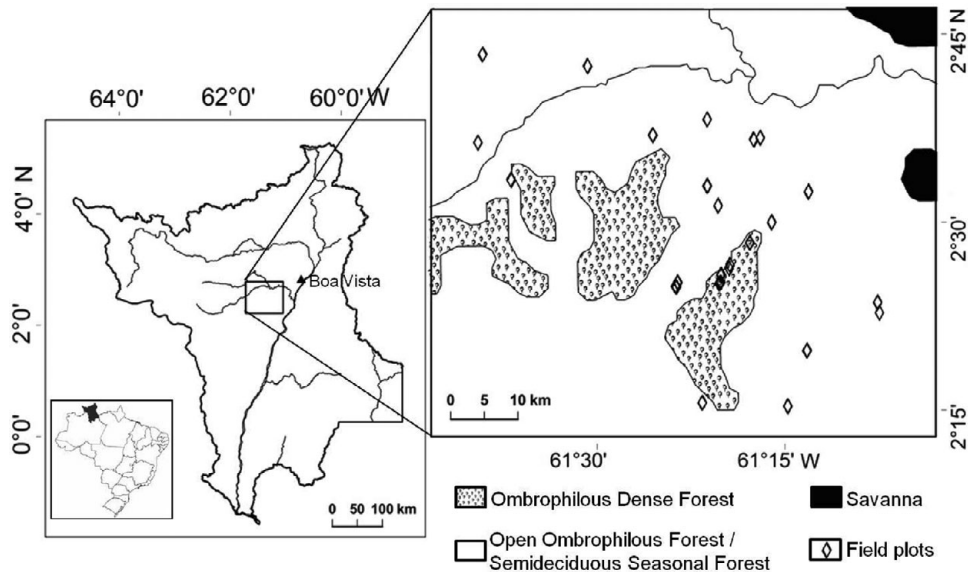 64°0' 62°0' 60°0' W
4°0' N
2°0'
0°0'
Boa Vista
0 50 100 km
2°45' N
2°30'
2°15'
0 5 10 km
61°30' 61°15' W
Ombrophilous Dense Forest
Savanna
Open Ombrophilous Forest /
Semideciduous Seasonal Forest
Field plots